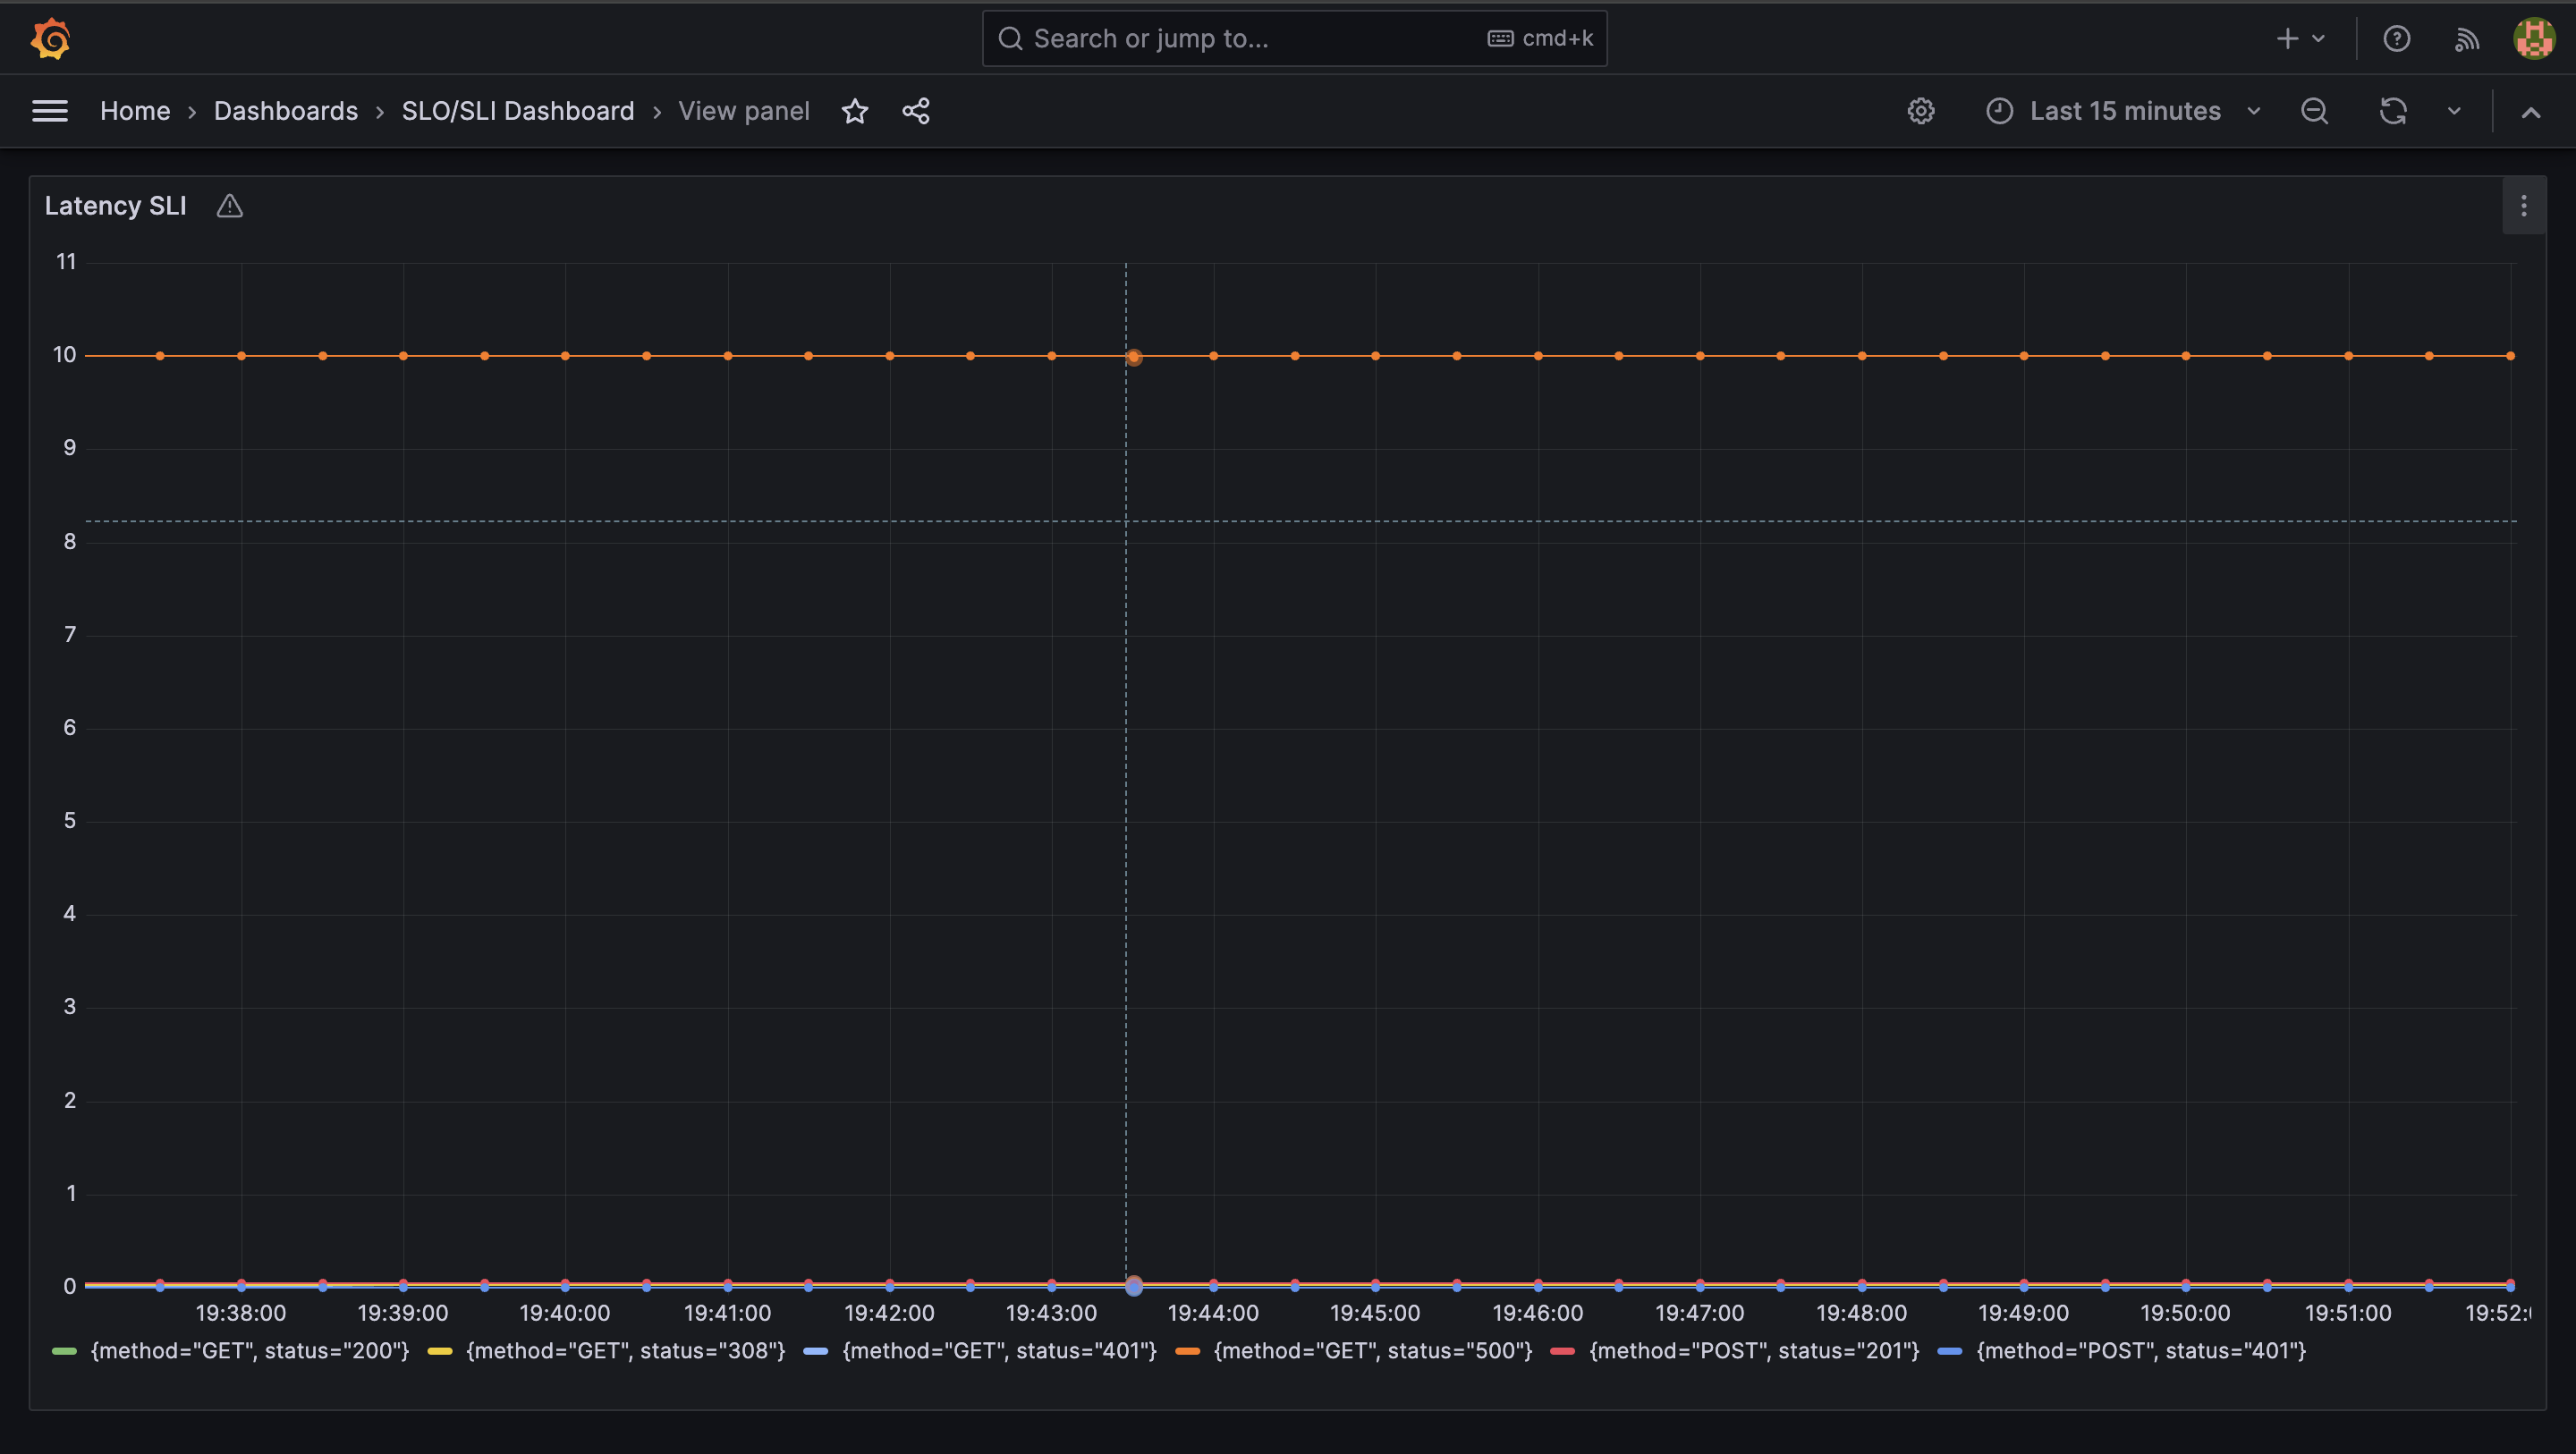 Search or jump to... cmd+k
Home › Dashboards › SLO/SLI Dashboard › View panel Last 15 minutes
Latency SLI
11
10
9
8
7
6
5
4
3
2
1
0
19:38:00 19:39:00 19:40:00 19:41:00 19:42:00 19:43:00 19:44:00 19:45:00 19:46:00 19:47:00 19:48:00 19:49:00 19:50:00 19:51:00 19:52:
{method="GET", status="200"} {method="GET", status="308"} {method="GET", status="401"} {method="GET", status="500"} {method="POST", status="201"} {method="POST", status="401"}